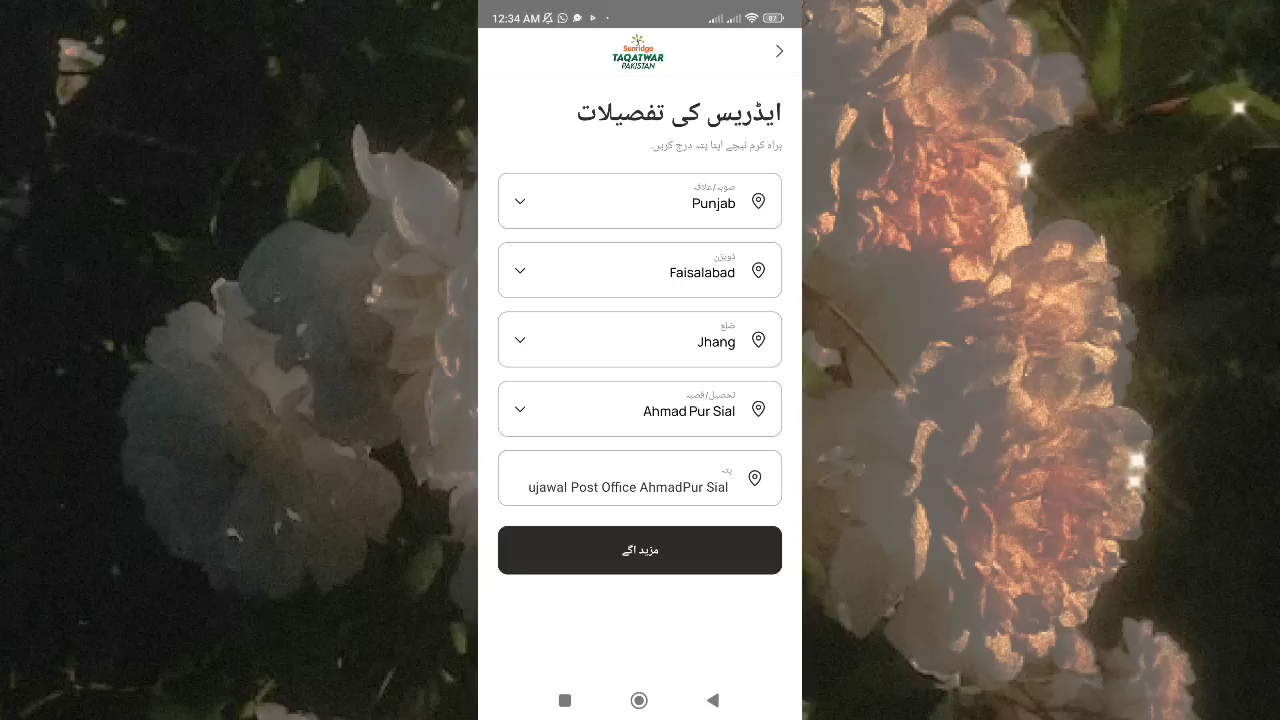 12:34 AM
87
Sunridge
TAQATWAR
PAKISTAN
ایڈریس کی تفصیلات
براہ کرم نیچے اپنا پتہ درج کریں۔
صوبہ/علاقہ
Punjab
ڈویژن
Faisalabad
ضلع
Jhang
تحصیل/قصبہ
Ahmad Pur Sial
پتہ
ujawal Post Office AhmadPur Sial
مزید آگے